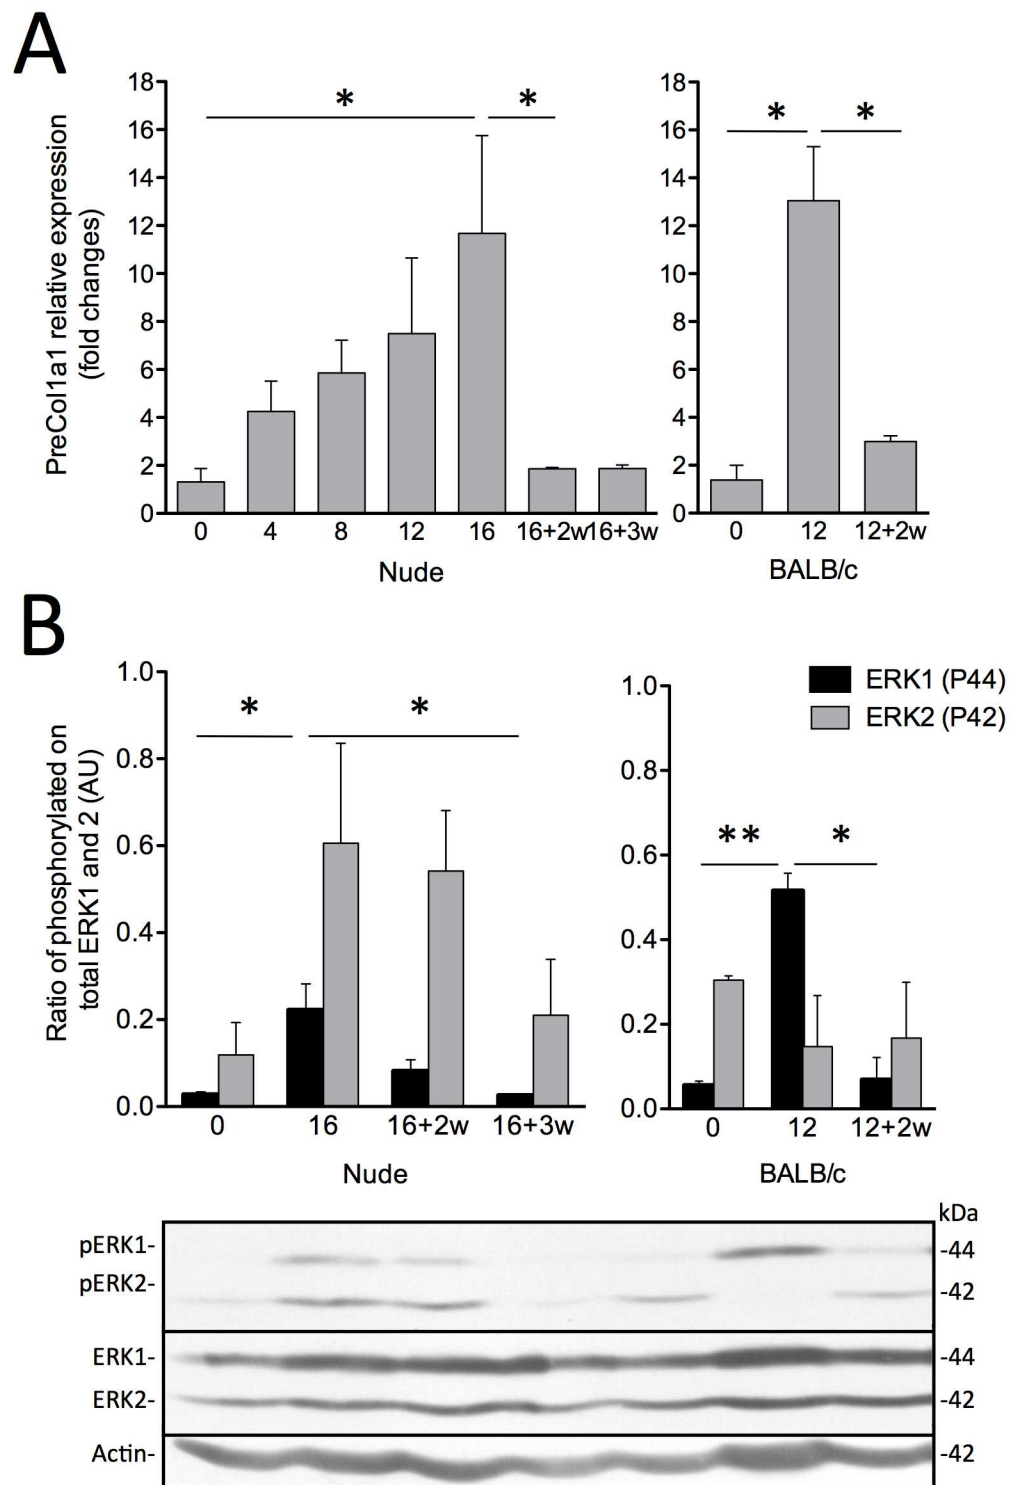 A
PreCol1a1 relative expression
(fold changes)
18
16
14
12
10
8
6
4
2
0
* *
0 4 8 12 16 16+2w 16+3w
Nude
18
16
14
12
10
8
6
4
2
0
* *
0 12 12+2w
BALB/c
B
Ratio of phosphorylated on
total ERK1 and 2 (AU)
1.0
0.8
0.6
0.4
0.2
0.0
* *
0 16 16+2w 16+3w
Nude
ERK1 (P44)
ERK2 (P42)
1.0
0.8
0.6
0.4
0.2
0.0
** *
0 12 12+2w
BALB/c
kDa
pERK1- -44
pERK2- -42
ERK1- -44
ERK2- -42
Actin- -42